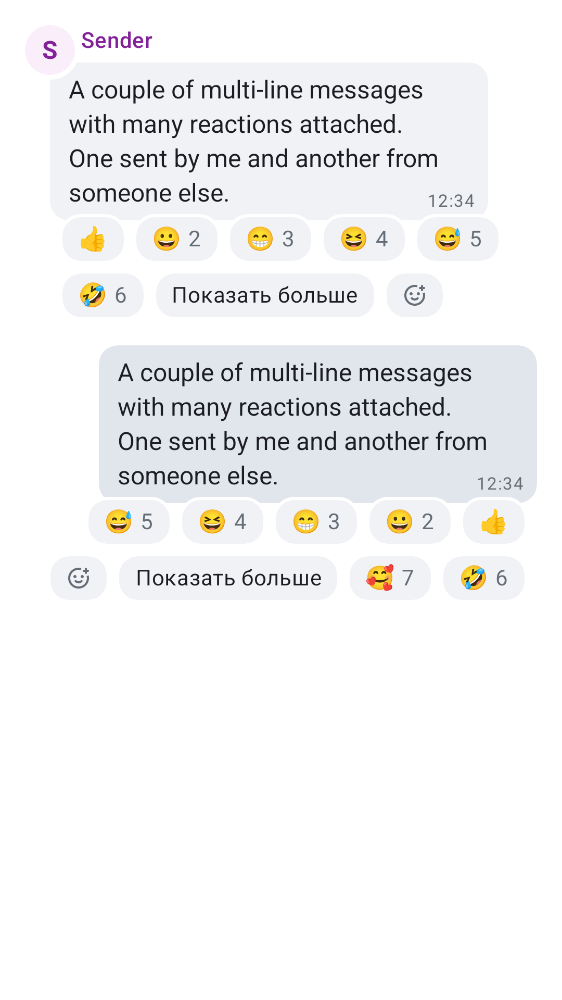 S
Sender
A couple of multi-line messages
with many reactions attached.
One sent by me and another from
someone else.
12:34
👍 😀 2 😁 3 😆 4 😅 5
🤣 6 Показать больше
A couple of multi-line messages
with many reactions attached.
One sent by me and another from
someone else.
12:34
😅 5 😆 4 😁 3 😀 2 👍
Показать больше 🥰 7 🤣 6